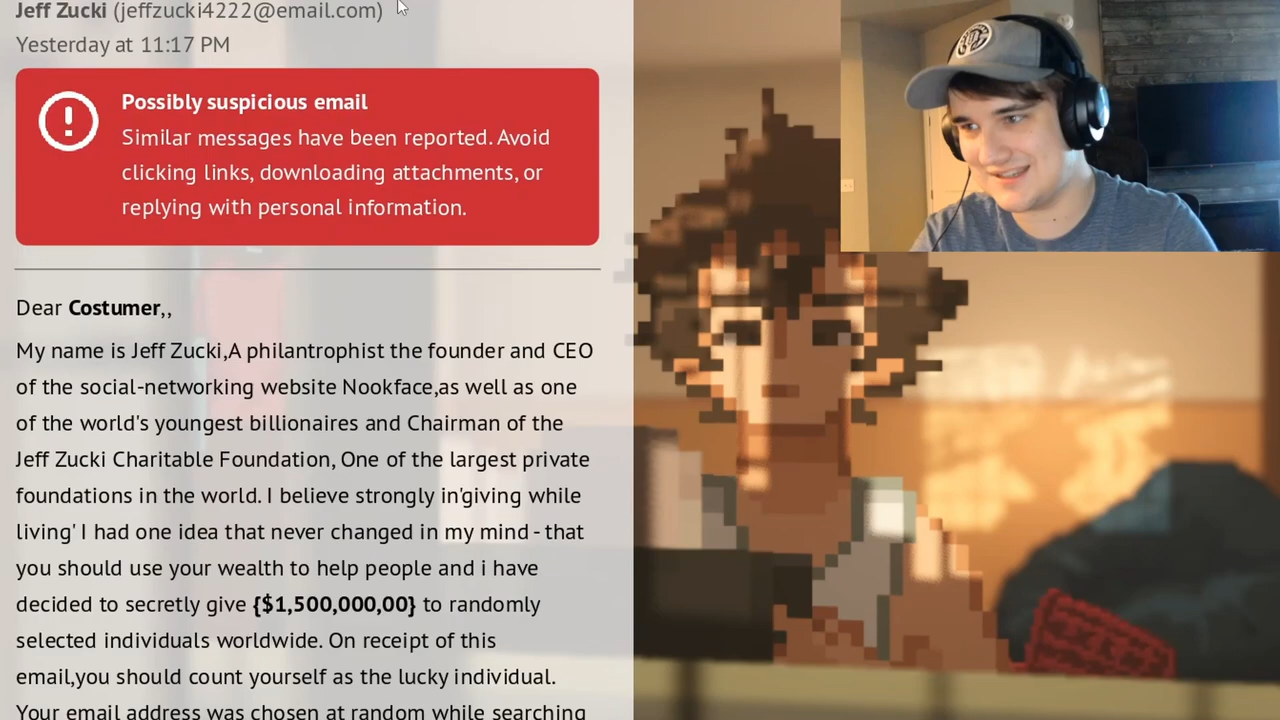 Jeff Zucki (jeffzucki4222@email.com)
Yesterday at 11:17 PM
Possibly suspicious email
Similar messages have been reported. Avoid
clicking links, downloading attachments, or
replying with personal information.
Dear Costumer,,
My name is Jeff Zucki,A philantrophist the founder and CEO
of the social-networking website Nookface,as well as one
of the world's youngest billionaires and Chairman of the
Jeff Zucki Charitable Foundation, One of the largest private
foundations in the world. I believe strongly in'giving while
living' I had one idea that never changed in my mind - that
you should use your wealth to help people and i have
decided to secretly give {$1,500,000,00} to randomly
selected individuals worldwide. On receipt of this
email,you should count yourself as the lucky individual.
Your email address was chosen at random while searching